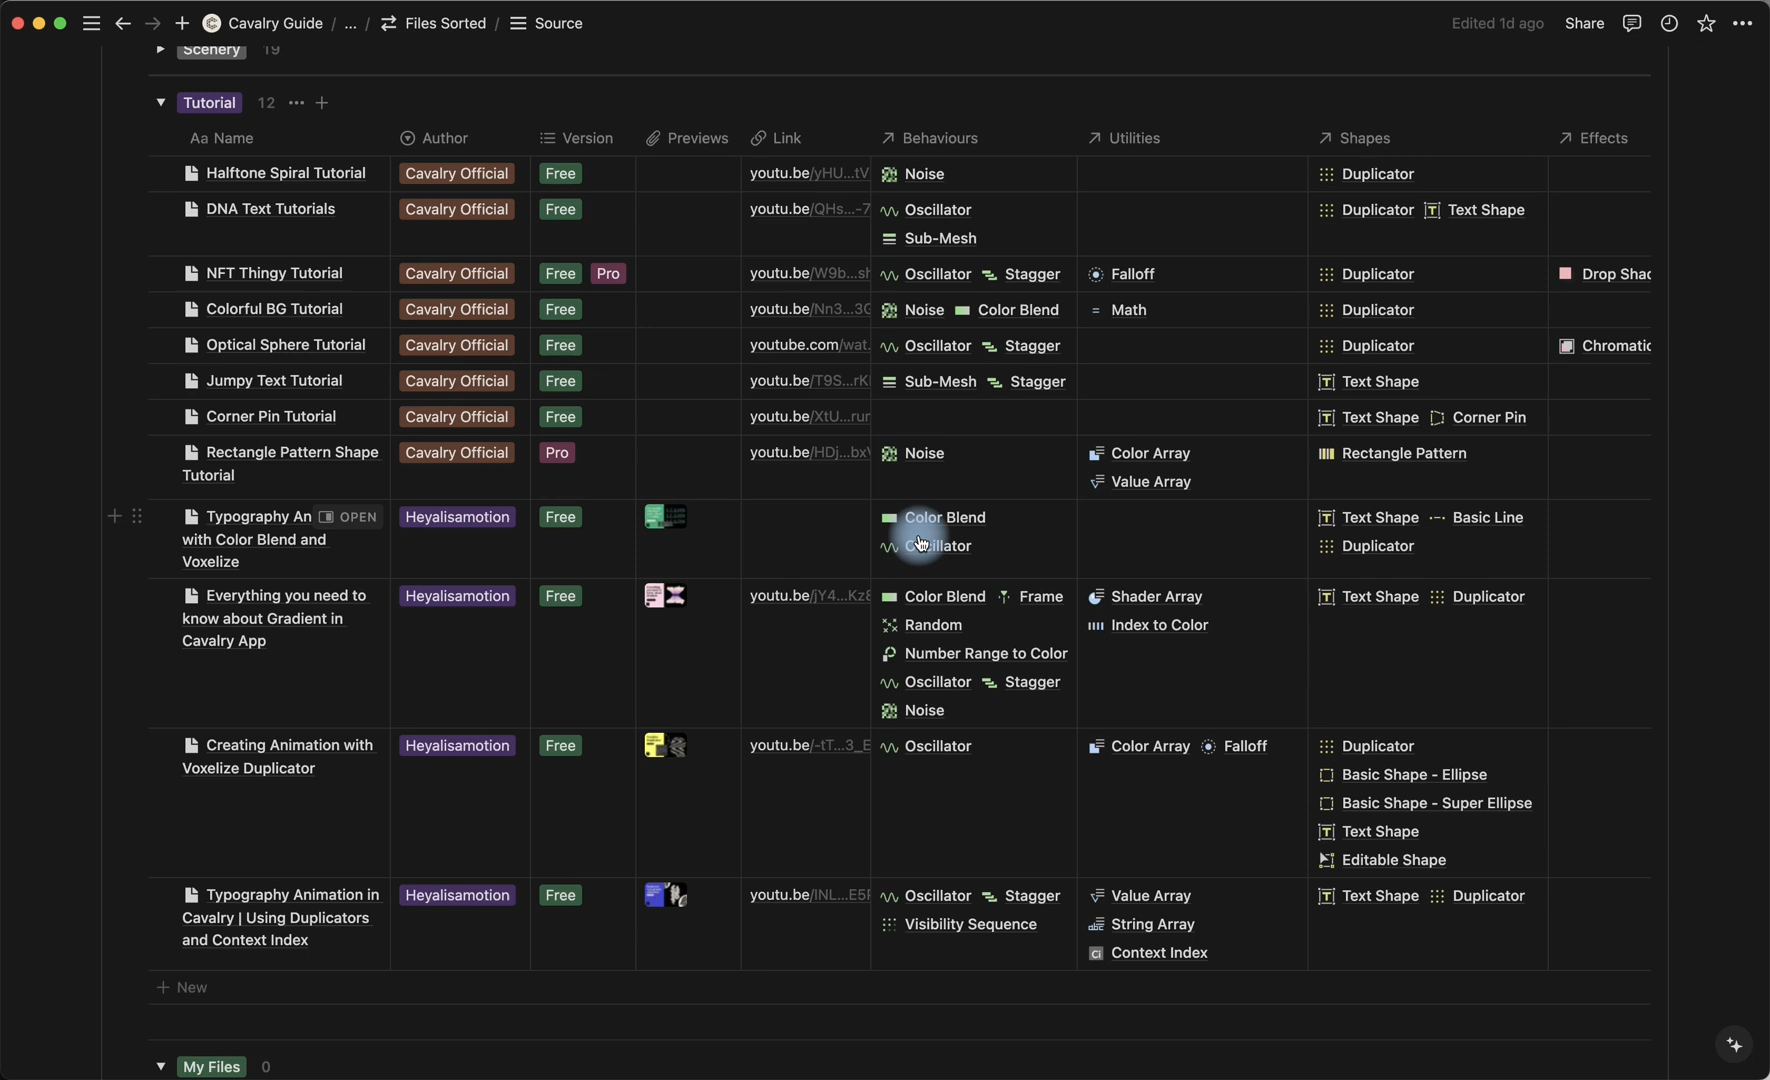 Cavalry Guide / ... / Files Sorted / Source Edited 1d ago Share
Scenery 19
Tutorial 12
Aa Name Author Version Previews Link Behaviours Utilities Shapes Effects
Halftone Spiral Tutorial Cavalry Official Free youtu.be/yHU...tV Noise Duplicator
DNA Text Tutorials Cavalry Official Free youtu.be/QHs...-7 Oscillator Duplicator Text Shape
Sub-Mesh
NFT Thingy Tutorial Cavalry Official Free Pro youtu.be/W9b...sh Oscillator Stagger Falloff Duplicator Drop Shad
Colorful BG Tutorial Cavalry Official Free youtu.be/Nn3...3G Noise Color Blend = Math Duplicator
Optical Sphere Tutorial Cavalry Official Free youtube.com/wat. Oscillator Stagger Duplicator Chromatic
Jumpy Text Tutorial Cavalry Official Free youtu.be/T9S...rK Sub-Mesh Stagger Text Shape
Corner Pin Tutorial Cavalry Official Free youtu.be/XtU...rur Text Shape Corner Pin
Rectangle Pattern Shape Cavalry Official Pro youtu.be/HDj...bx Noise Color Array Rectangle Pattern
Tutorial Value Array
Typography An OPEN Heyalisamotion Free Color Blend Text Shape Basic Line
with Color Blend and Oscillator Duplicator
Voxelize
Everything you need to Heyalisamotion Free youtu.be/jY4...Kz8 Color Blend Frame Shader Array Text Shape Duplicator
know about Gradient in Random Index to Color
Cavalry App Number Range to Color
Oscillator Stagger
Noise
Creating Animation with Heyalisamotion Free youtu.be/-tT...3_E Oscillator Color Array Falloff Duplicator
Voxelize Duplicator Basic Shape - Ellipse
Basic Shape - Super Ellipse
Text Shape
Editable Shape
Typography Animation in Heyalisamotion Free youtu.be/lNL...E5F Oscillator Stagger Value Array Text Shape Duplicator
Cavalry | Using Duplicators Visibility Sequence String Array
and Context Index Ci Context Index
+ New
My Files 0